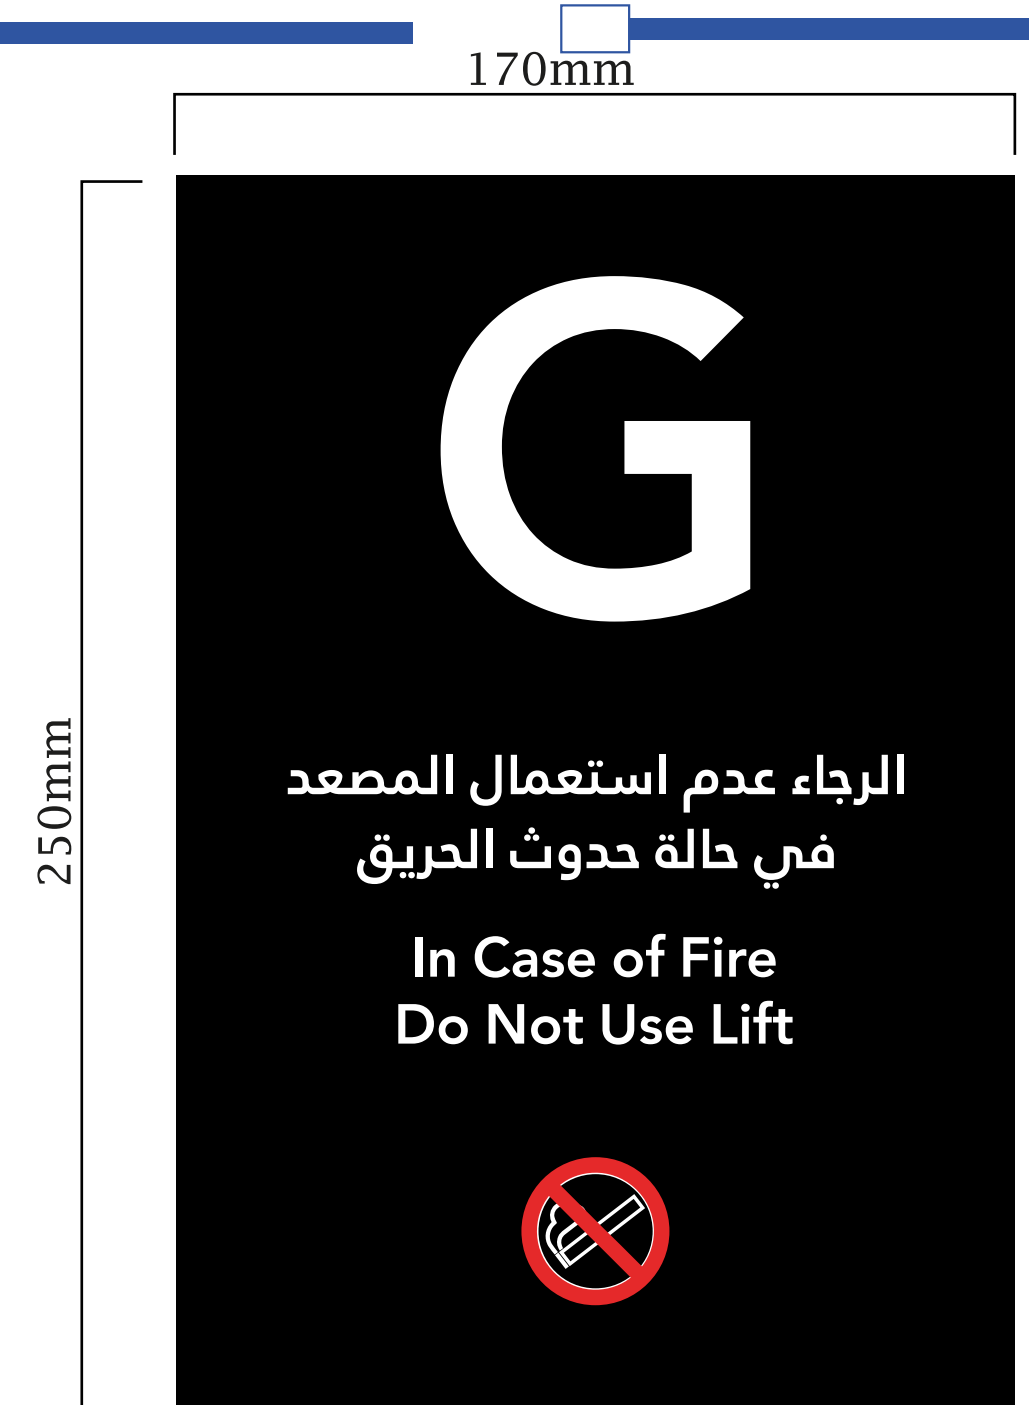 170mm
250mm
G
الرجاء عدم استعمال المصعد
في حالة حدوث الحريق
In Case of Fire
Do Not Use Lift